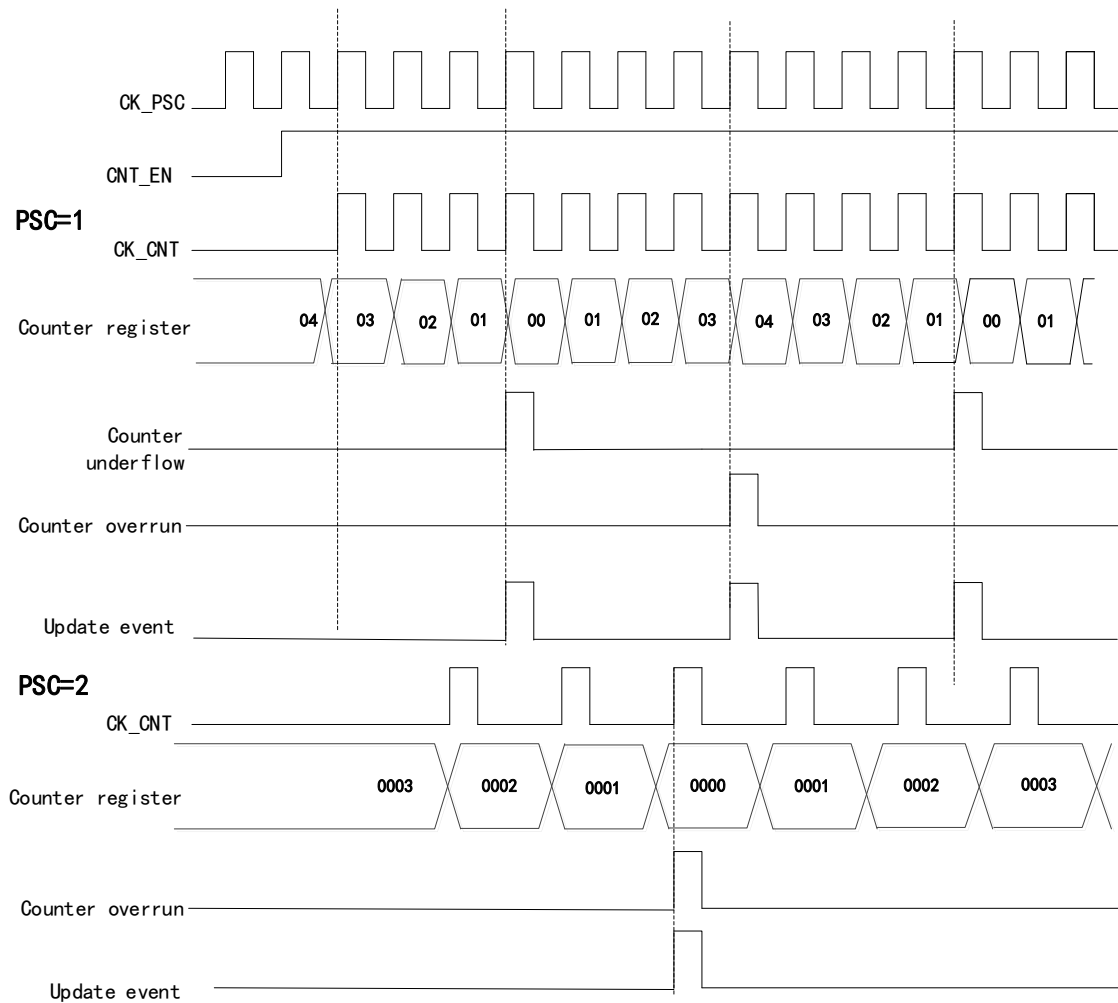 CK_PSC
CNT_EN
PSC=1
CK_CNT
Counter register 04 03 02 01 00 01 02 03 04 03 02 01 00 01
Counter
underflow
Counter overrun
Update event
PSC=2
CK_CNT
Counter register 0003 0002 0001 0000 0001 0002 0003
Counter overrun
Update event